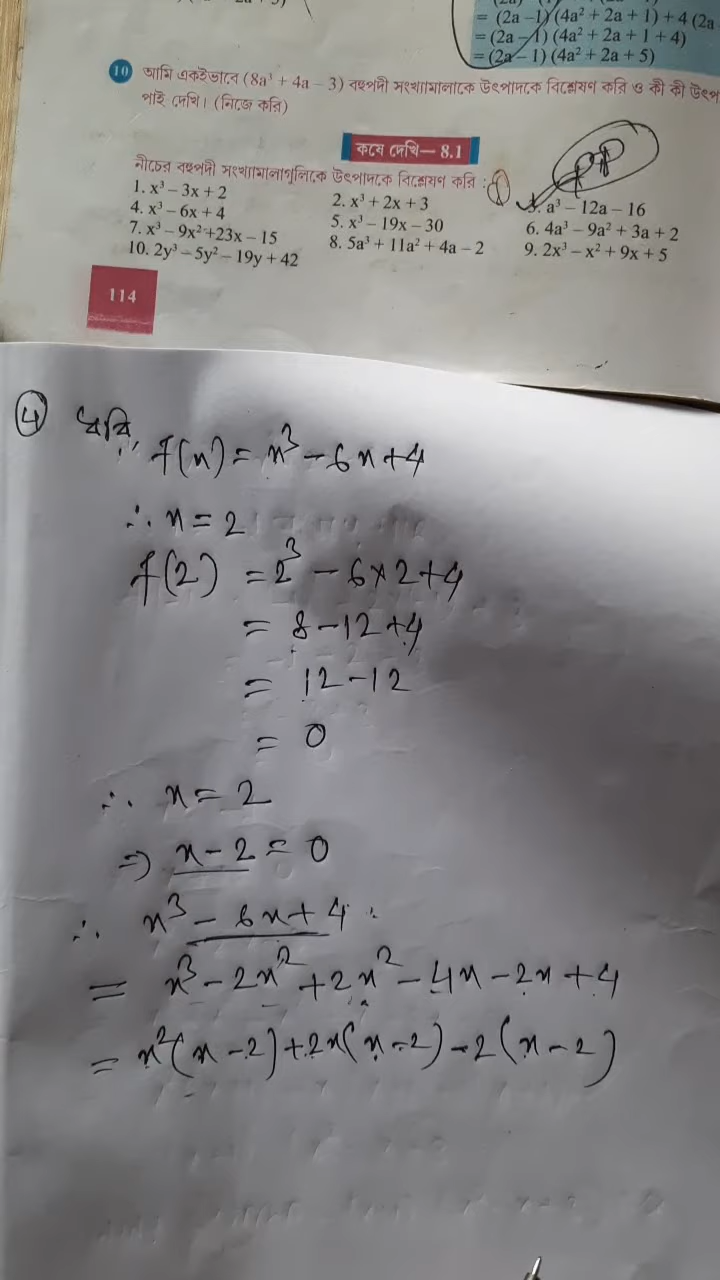 = (2a – 1) (4a² + 2a + 1) + 4 (2a
= (2a – 1) (4a² + 2a + 1 + 4)
= (2a – 1) (4a² + 2a + 5)
10 আমি একইভাবে (8a³ + 4a – 3) বহুপদী সংখ্যামালাকে উৎপাদকে বিশ্লেষণ করি ও কী কী উৎপ
পাই দেখি। (নিজে করি)
কষে দেখি— 8.1
নীচের বহুপদী সংখ্যামালাগুলিকে উৎপাদকে বিশ্লেষণ করি :
1. x³ – 3x + 2 2. x³ + 2x + 3 3. a³ – 12a – 16
4. x³ – 6x + 4 5. x³ – 19x – 30 6. 4a³ – 9a² + 3a + 2
7. x³ – 9x² +23x – 15 8. 5a³ + 11a² + 4a – 2 9. 2x³ – x² + 9x + 5
10. 2y³ – 5y² – 19y + 42
114
④ ধরি, f(x) = x³ – 6x + 4
∴ x = 2
f(2) = 2³ – 6×2+4
= 8 – 12 + 4
= 12 – 12
= 0
∴ x = 2
⇒ x – 2 = 0
∴ x³ – 6x + 4
= x³ – 2x² + 2x² – 4x – 2x + 4
= x²(x – 2) + 2x(x – 2) – 2(x – 2)